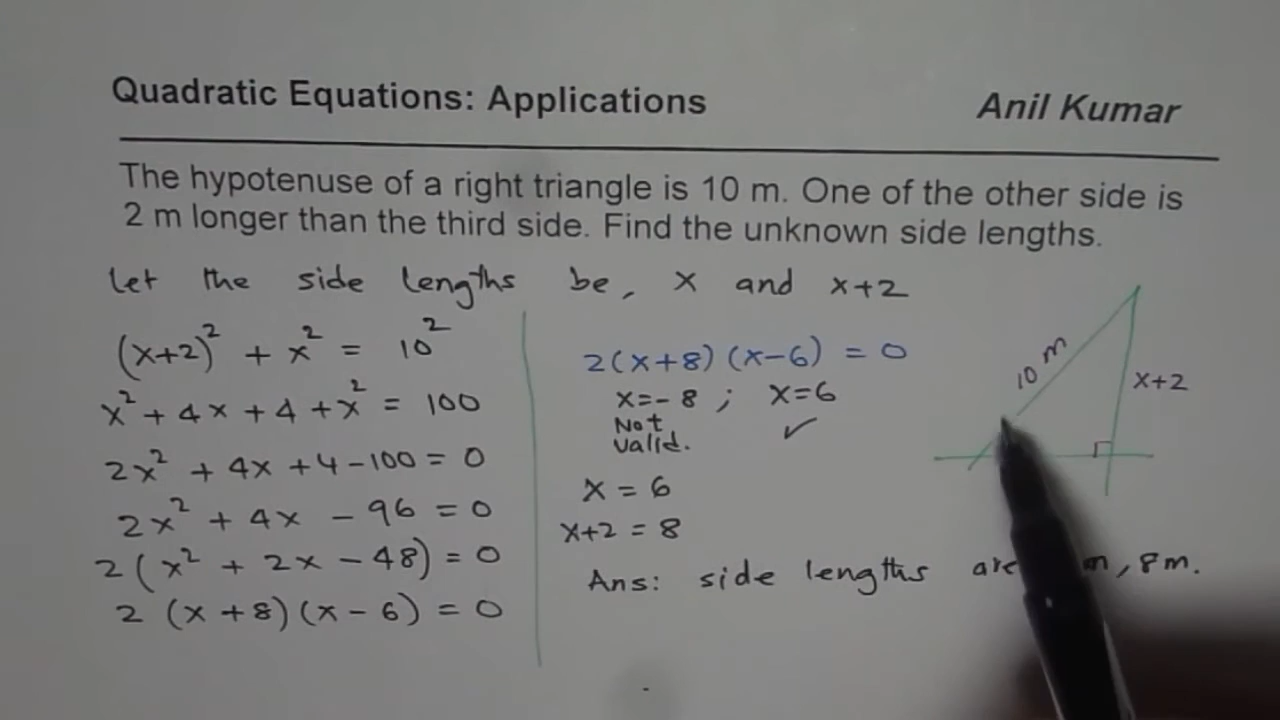 Quadratic Equations: Applications
Anil Kumar
The hypotenuse of a right triangle is 10 m. One of the other side is
2 m longer than the third side. Find the unknown side lengths.
Let the side lengths be, x and x+2
(x+2)² + x² = 10²
x² + 4x + 4 + x² = 100
2x² + 4x + 4 - 100 = 0
2x² + 4x - 96 = 0
2(x² + 2x - 48) = 0
2 (x + 8)(x - 6) = 0
2(x+8)(x-6) = 0
x = -8 ; x = 6
Not
valid. ✓
x = 6
x+2 = 8
Ans: side lengths are m, 8m.
10 m
x+2